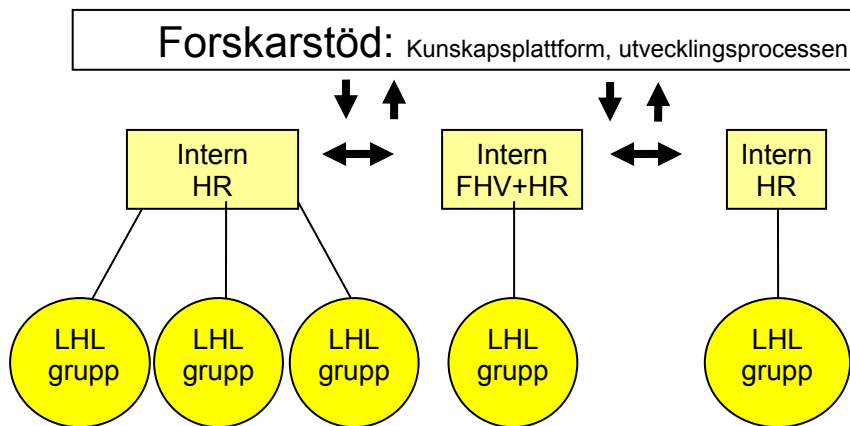 Forskarstöd: Kunskapsplattform, utvecklingsprocessen
Intern
HR
Intern
FHV+HR
Intern
HR
LHL
grupp
LHL
grupp
LHL
grupp
LHL
grupp
LHL
grupp